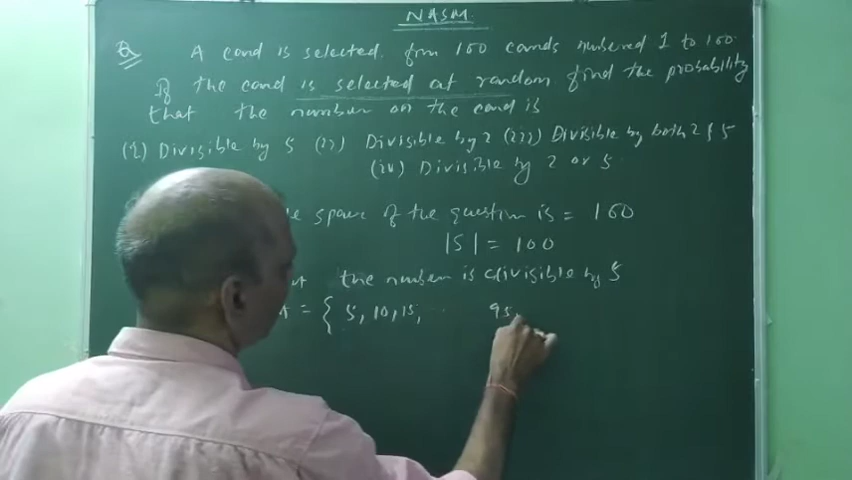 NASM
Q A card is selected from 100 cards numbered 1 to 100.
If the card is selected at random find the probability
that the number on the card is
(i) Divisible by 5 (ii) Divisible by 2 (iii) Divisible by both 2 & 5
(iv) Divisible by 2 or 5.
space of the question is = 100
|S| = 100
the number is divisible by 5
= { 5, 10, 15, .. 95,